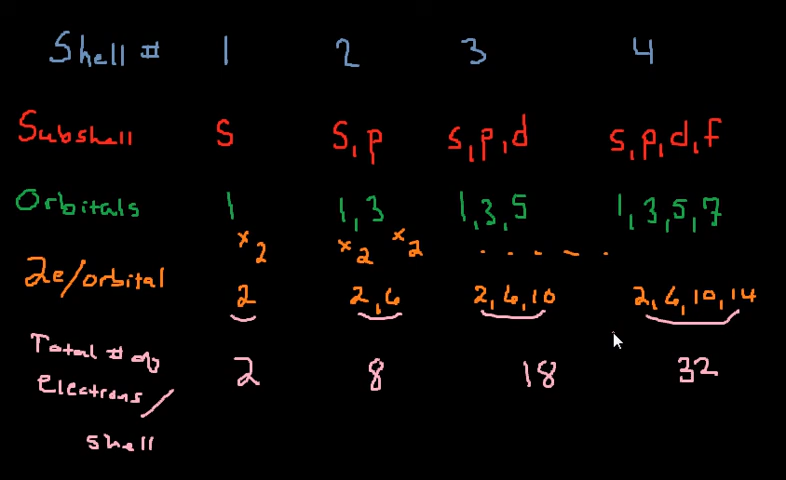 Shell # 1 2 3 4
Subshell S S,p s,p,d s,p,d,f
Orbitals 1 1,3 1,3,5 1,3,5,7
x2 x2 x2 . . . . .
2e/orbital 2 2,6 2,6,10 2,6,10,14
Total # of
Electrons/ 2 8 18 32
Shell